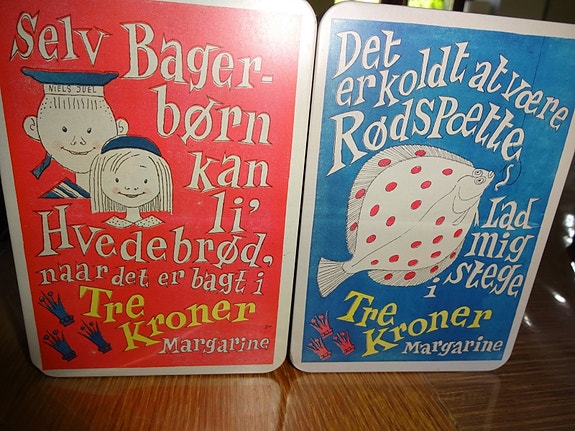 Selv Bager-
børn
kan
li'
Hvedebrød,
naar det er bagt i
Tre
Kroner
Margarine
NIELS JUEL
Det
er koldt at være
Rødspætte
Lad
mig
stege
i
Tre
Kroner
Margarine